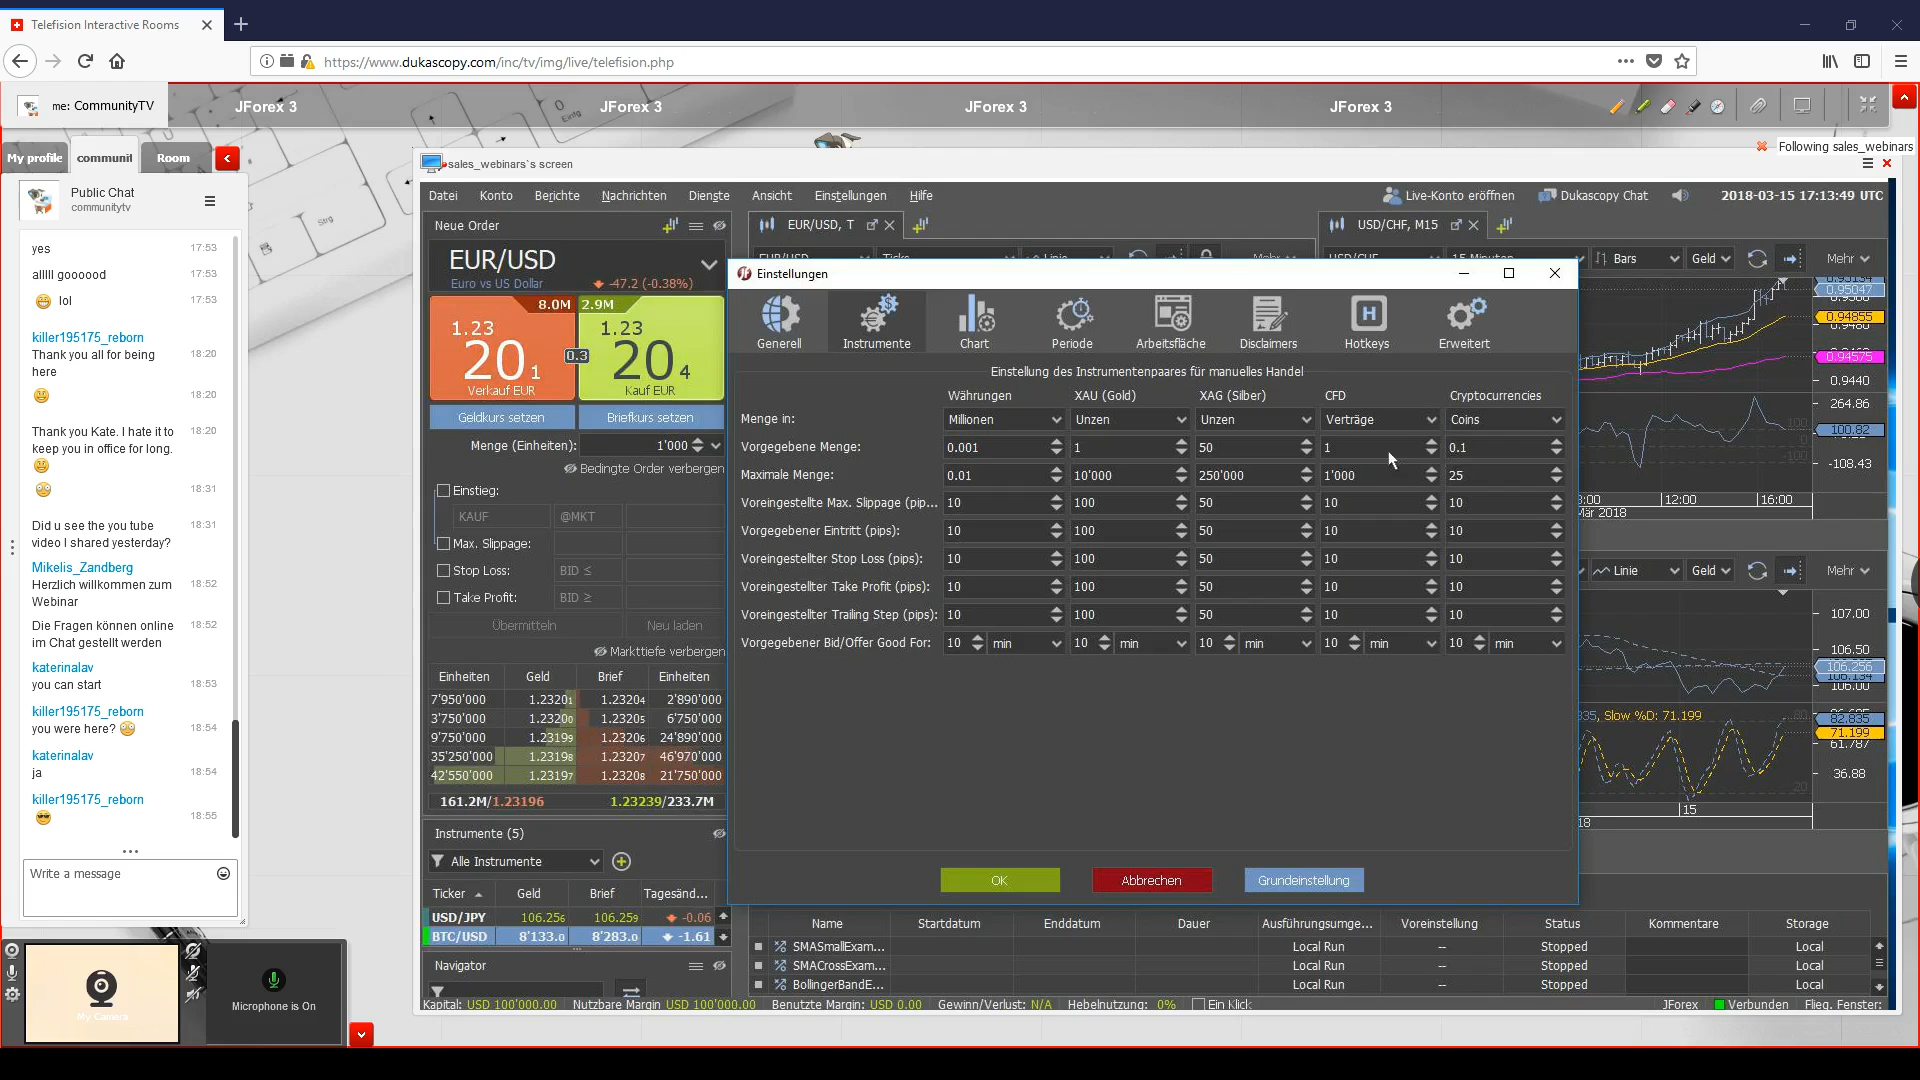 Telefision Interactive Rooms
https://www.dukascopy.com/inc/tv/img/live/telefision.php
me: CommunityTV
JForex 3 JForex 3 JForex 3 JForex 3
My profile communit Room
Following sales_webinars
sales_webinars`s screen
Public Chat
communitytv
yes 17:53
alllll goooood 17:53
lol 17:53
killer195175_reborn
Thank you all for being 18:20
here
18:20
Thank you Kate. I hate it to 18:20
keep you in office for long.
18:31
Did u see the you tube 18:31
video I shared yesterday?
Mikelis_Zandberg
Herzlich willkommen zum 18:52
Webinar
Die Fragen können online 18:52
im Chat gestellt werden
katerinalav
you can start 18:53
killer195175_reborn
you were here? 18:54
katerinalav
ja 18:54
killer195175_reborn
18:55
Write a message
My Camera
Microphone is On
Datei Konto Berichte Nachrichten Dienste Ansicht Einstellungen Hilfe
Live-Konto eröffnen Dukascopy Chat 2018-03-15 17:13:49 UTC
Neue Order
EUR/USD, T
USD/CHF, M15
EUR/USD
Euro vs US Dollar -47.2 (-0.38%)
8.0M 2.9M
1.23 1.23
20 1 0.3 20 4
Verkauf EUR Kauf EUR
Geldkurs setzen Briefkurs setzen
Menge (Einheiten): 1'000
Bedingte Order verbergen
Einstieg:
KAUF @MKT
Max. Slippage:
Stop Loss: BID ≤
Take Profit: BID ≥
Übermitteln Neu laden
Markttiefe verbergen
Einheiten Geld Brief Einheiten
7'950'000 1.23201 1.23204 2'890'000
3'750'000 1.23200 1.23205 6'750'000
9'750'000 1.23199 1.23206 24'890'000
35'250'000 1.23198 1.23207 46'970'000
42'550'000 1.23197 1.23208 21'750'000
161.2M/1.23196 1.23239/233.7M
Instrumente (5)
Alle Instrumente
Ticker Geld Brief Tagesänd...
USD/JPY 106.256 106.259 -0.06
BTC/USD 8'133.0 8'283.0 -1.61
Navigator
Einstellungen
Generell Instrumente Chart Periode Arbeitsfläche Disclaimers Hotkeys Erweitert
Einstellung des Instrumentenpaares für manuelles Handel
Währungen XAU (Gold) XAG (Silber) CFD Cryptocurrencies
Menge in: Millionen Unzen Unzen Verträge Coins
Vorgegebene Menge: 0.001 1 50 1 0.1
Maximale Menge: 0.01 10'000 250'000 1'000 25
Voreingestellte Max. Slippage (pip... 10 100 50 10 10
Vorgegebener Eintritt (pips): 10 100 50 10 10
Voreingestellter Stop Loss (pips): 10 100 50 10 10
Voreingestellter Take Profit (pips): 10 100 50 10 10
Voreingestellter Trailing Step (pips): 10 100 50 10 10
Vorgegebener Bid/Offer Good For: 10 min 10 min 10 min 10 min 10 min
OK Abbrechen Grundeinstellung
Bars Geld Mehr
0.95047
0.94855
0.94575
0.9440
264.86
100.82
100
-100
-108.43
12:00 16:00
Linie Geld Mehr
107.00
106.50
106.256
106.134
106.00
Slow %D: 71.199
82.835
71.199
61.787
36.88
80
20
15
Name Startdatum Enddatum Dauer Ausführungsumge... Voreinstellung Status Kommentare Storage
SMASmallExam... Local Run -- Stopped Local
SMACrossExam... Local Run -- Stopped Local
BollingerBandE... Local Run -- Stopped Local
Kapital: USD 100'000.00 Nutzbare Margin USD 100'000.00 Benutzte Margin: USD 0.00 Gewinn/Verlust: N/A Hebelnutzung: 0% Ein Klick JForex Verbunden Flieg. Fenster: